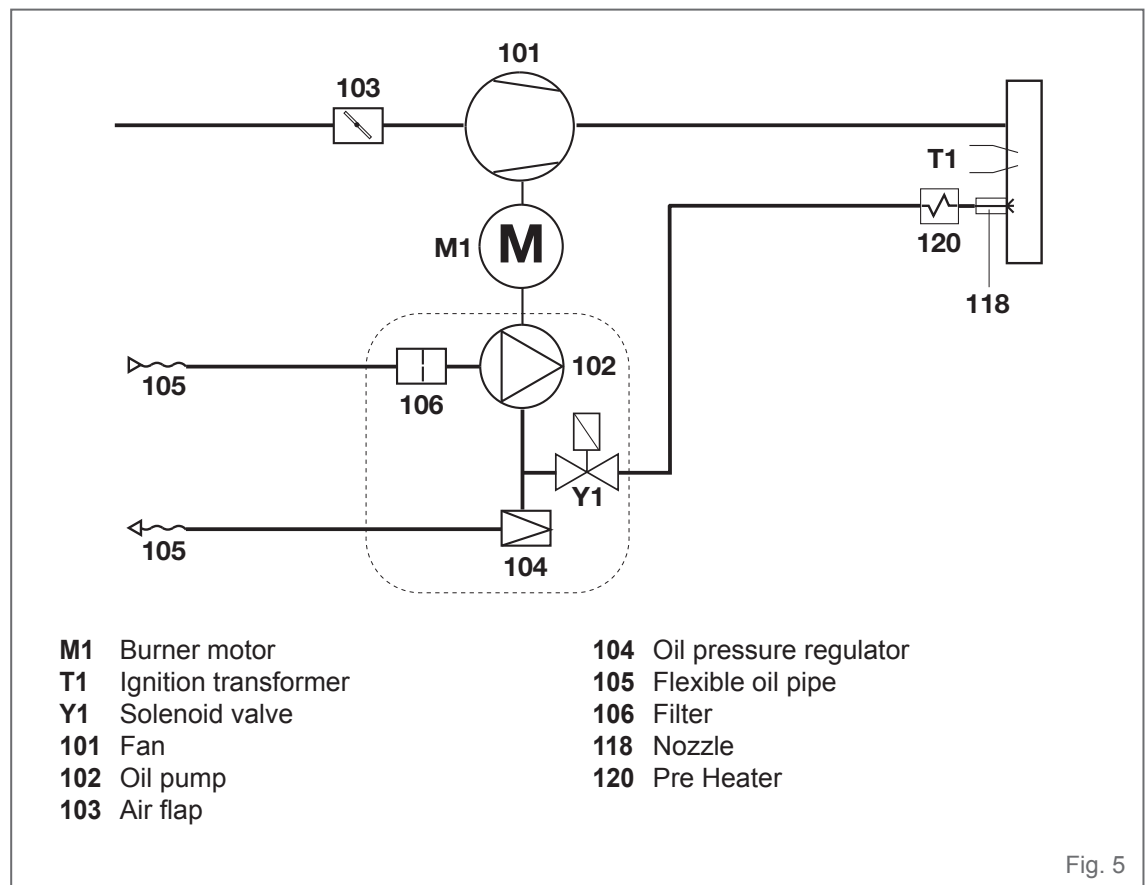 101
103
T1
M1
M
120
118
102
105
106
Y1
105
104
M1 Burner motor
T1 Ignition transformer
Y1 Solenoid valve
101 Fan
102 Oil pump
103 Air flap
104 Oil pressure regulator
105 Flexible oil pipe
106 Filter
118 Nozzle
120 Pre Heater
Fig. 5